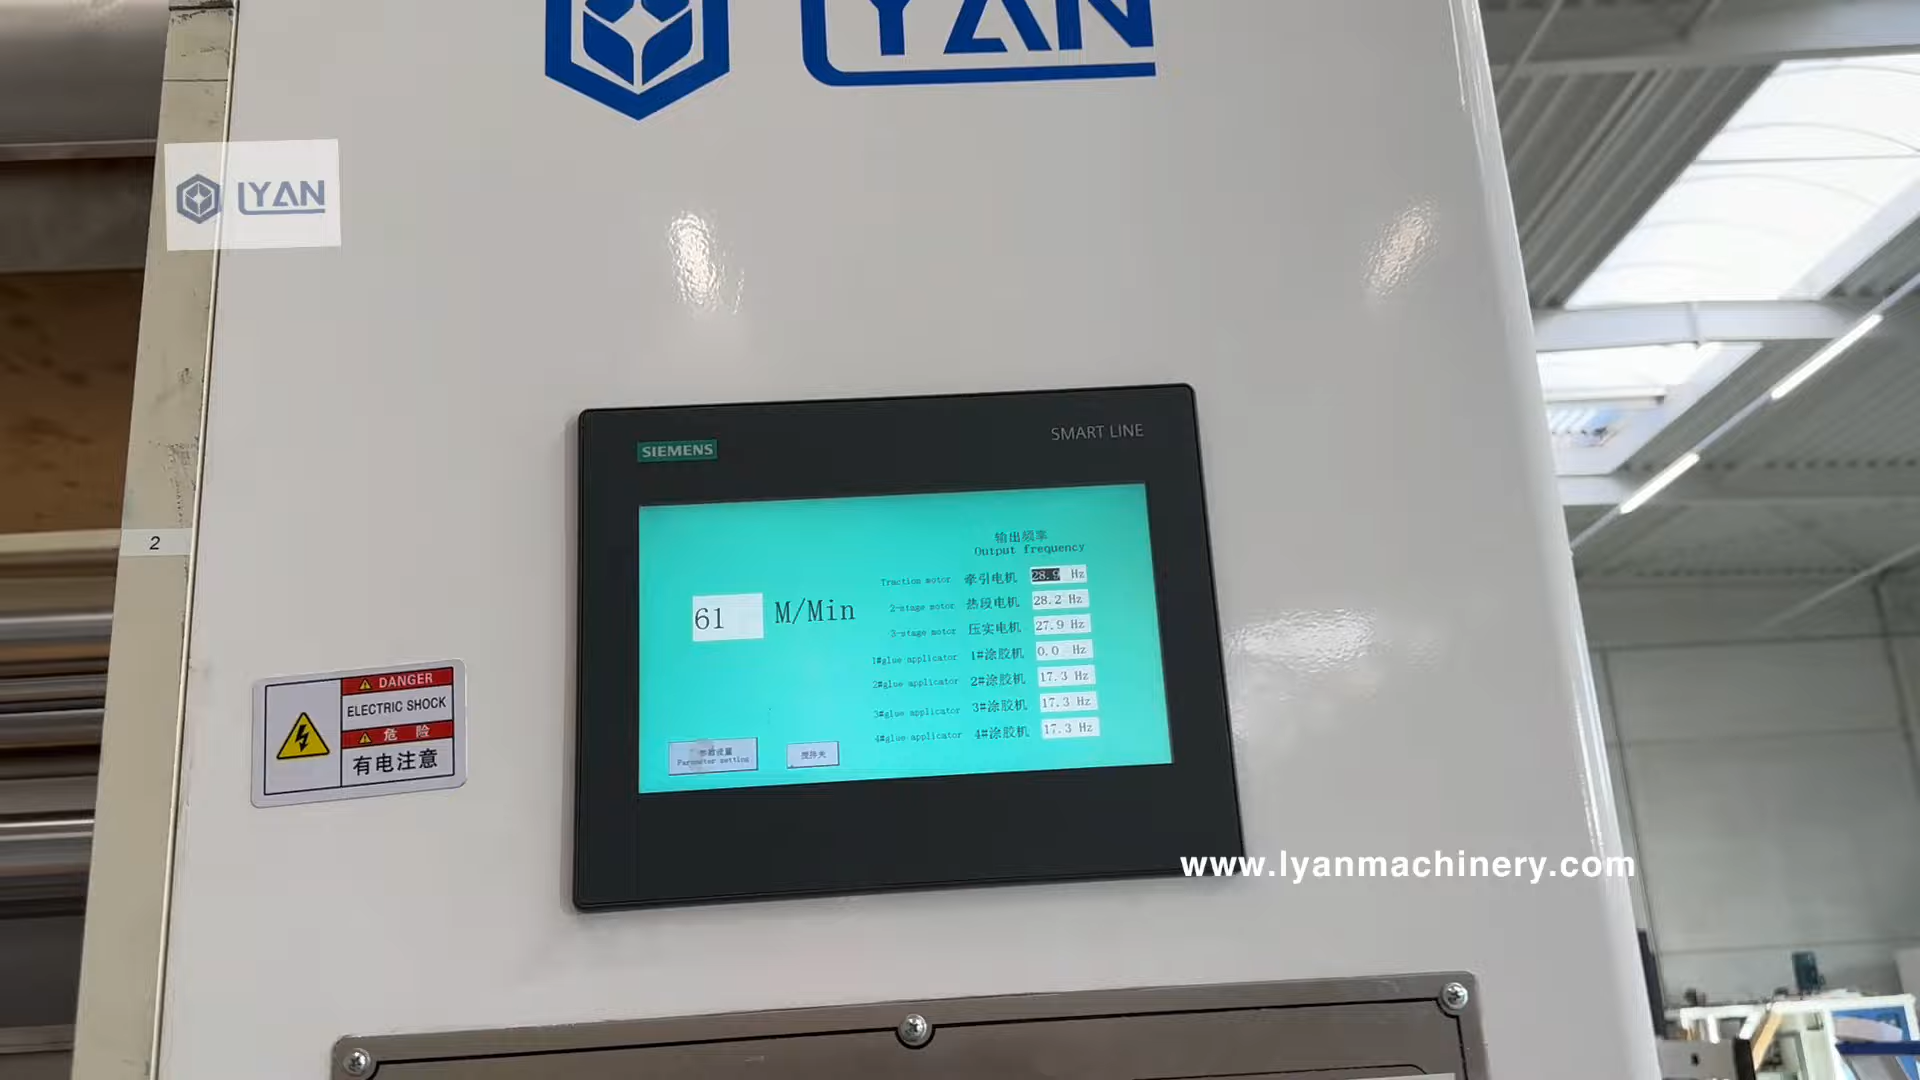 LYAN
LYAN
SIEMENS
SMART LINE
输出频率
Output frequency
61 M/Min
Traction motor 牵引电机 28.9 Hz
2-stage motor 热段电机 28.2 Hz
3-stage motor 压实电机 27.9 Hz
1#glue applicator 1#涂胶机 0.0 Hz
2#glue applicator 2#涂胶机 17.3 Hz
3#glue applicator 3#涂胶机 17.3 Hz
4#glue applicator 4#涂胶机 17.3 Hz
参数设置
Parameter setting
2
DANGER
ELECTRIC SHOCK
危 险
有电注意
www.lyanmachinery.com